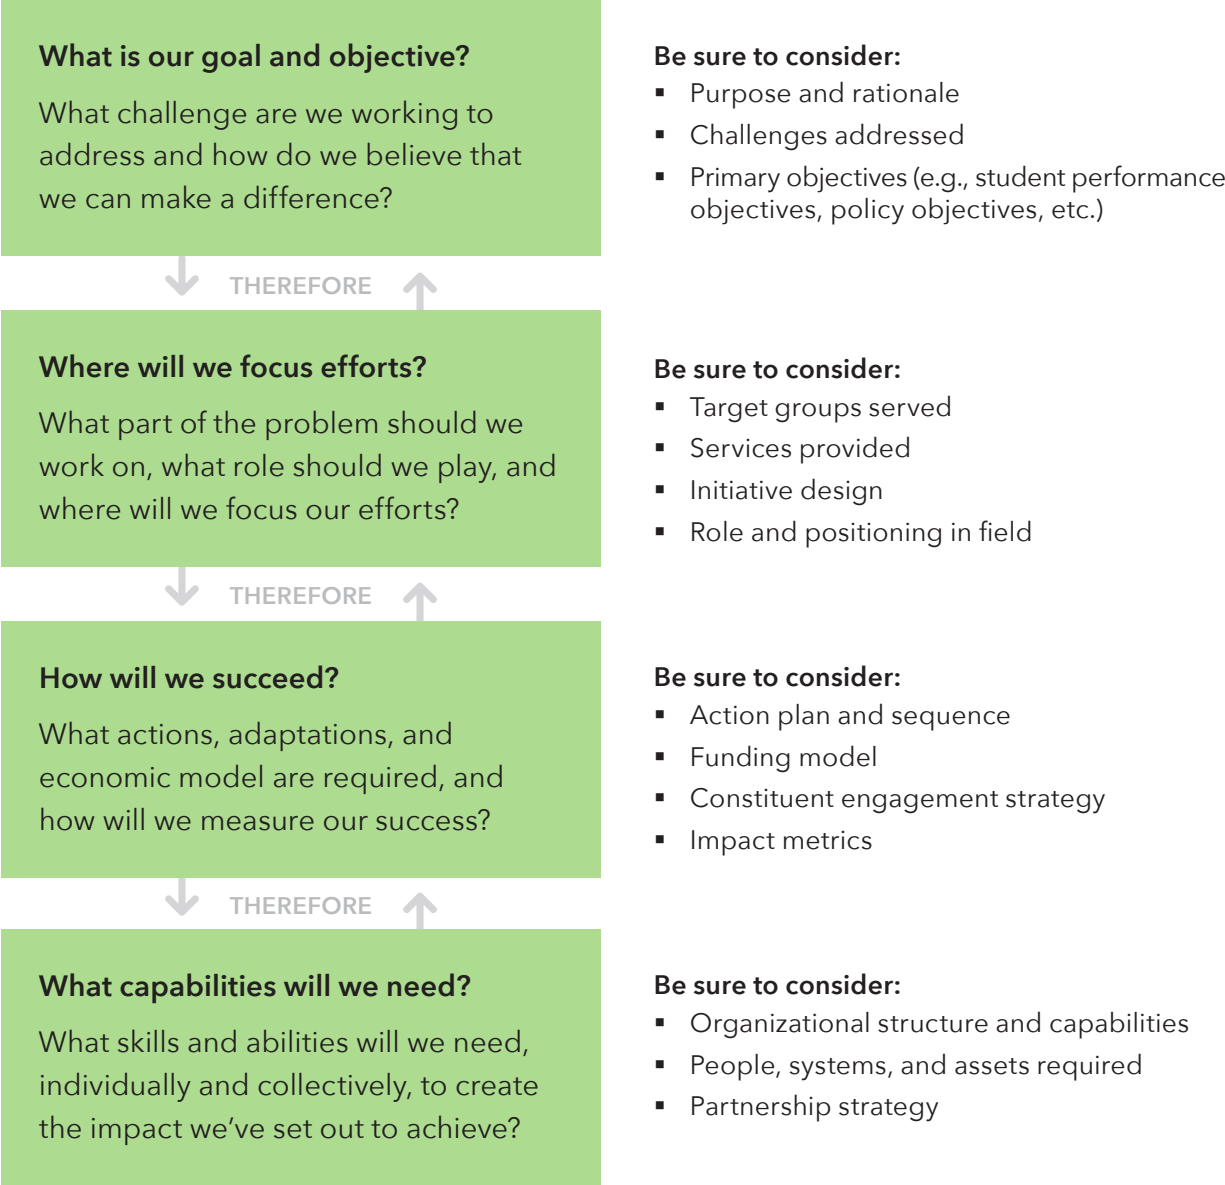 What is our goal and objective?
What challenge are we working to
address and how do we believe that
we can make a difference?
Be sure to consider:
▪ Purpose and rationale
▪ Challenges addressed
▪ Primary objectives (e.g., student performance
objectives, policy objectives, etc.)
THEREFORE
Where will we focus efforts?
What part of the problem should we
work on, what role should we play, and
where will we focus our efforts?
Be sure to consider:
▪ Target groups served
▪ Services provided
▪ Initiative design
▪ Role and positioning in field
THEREFORE
How will we succeed?
What actions, adaptations, and
economic model are required, and
how will we measure our success?
Be sure to consider:
▪ Action plan and sequence
▪ Funding model
▪ Constituent engagement strategy
▪ Impact metrics
THEREFORE
What capabilities will we need?
What skills and abilities will we need,
individually and collectively, to create
the impact we’ve set out to achieve?
Be sure to consider:
▪ Organizational structure and capabilities
▪ People, systems, and assets required
▪ Partnership strategy